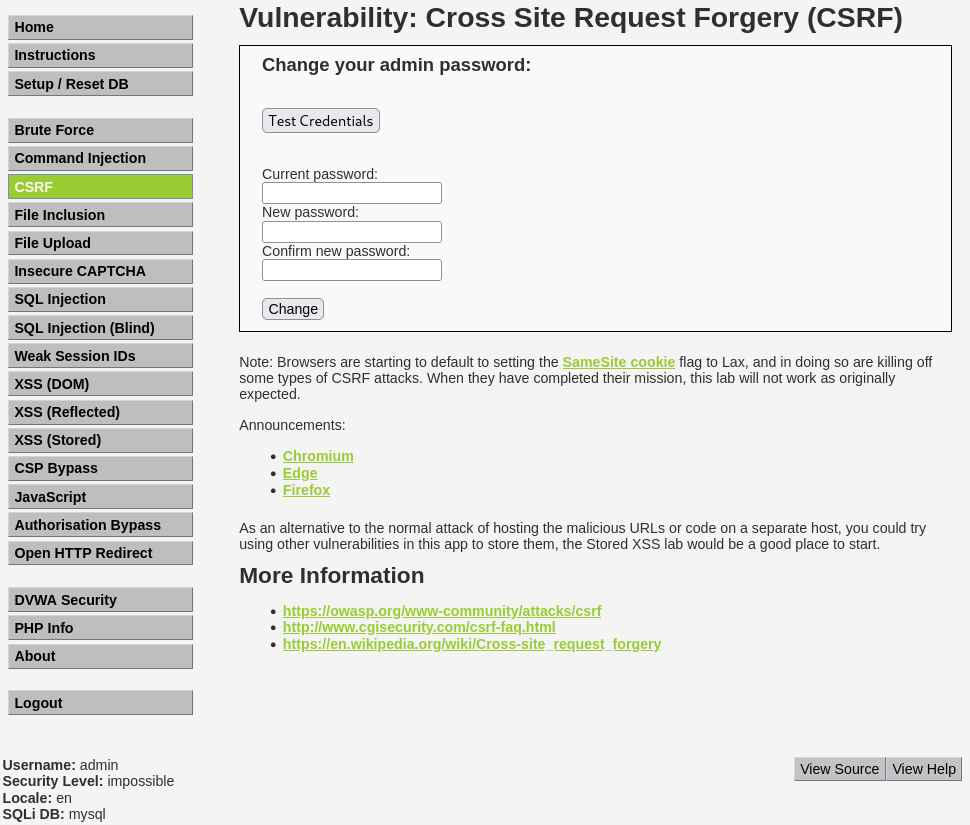 Home
Instructions
Setup / Reset DB
Brute Force
Command Injection
CSRF
File Inclusion
File Upload
Insecure CAPTCHA
SQL Injection
SQL Injection (Blind)
Weak Session IDs
XSS (DOM)
XSS (Reflected)
XSS (Stored)
CSP Bypass
JavaScript
Authorisation Bypass
Open HTTP Redirect
DVWA Security
PHP Info
About
Logout
Vulnerability: Cross Site Request Forgery (CSRF)
Change your admin password:
Test Credentials
Current password:
New password:
Confirm new password:
Change
Note: Browsers are starting to default to setting the SameSite cookie flag to Lax, and in doing so are killing off
some types of CSRF attacks. When they have completed their mission, this lab will not work as originally
expected.
Announcements:
• Chromium
• Edge
• Firefox
As an alternative to the normal attack of hosting the malicious URLs or code on a separate host, you could try
using other vulnerabilities in this app to store them, the Stored XSS lab would be a good place to start.
More Information
• https://owasp.org/www-community/attacks/csrf
• http://www.cgisecurity.com/csrf-faq.html
• https://en.wikipedia.org/wiki/Cross-site_request_forgery
Username: admin
Security Level: impossible
Locale: en
SQLi DB: mysql
View Source View Help